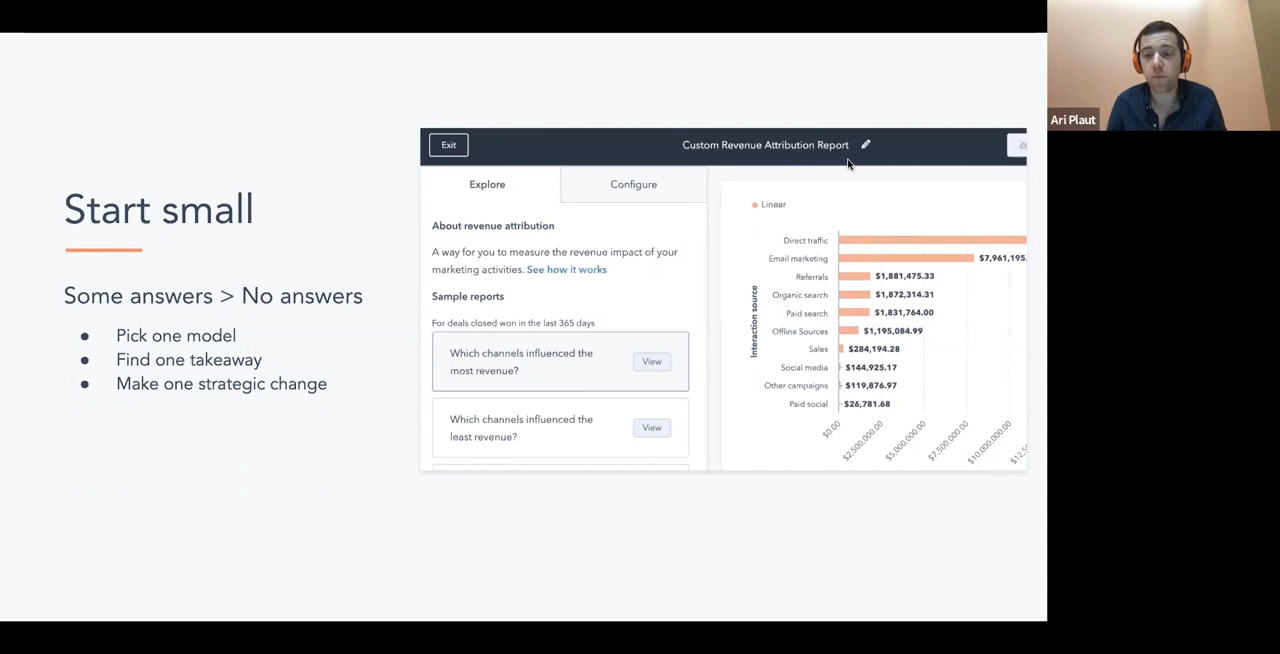 Ari Plaut
Start small
Some answers > No answers
● Pick one model
● Find one takeaway
● Make one strategic change
Exit
Custom Revenue Attribution Report
Explore
Configure
About revenue attribution
A way for you to measure the revenue impact of your
marketing activities. See how it works
Sample reports
For deals closed won in the last 365 days
Which channels influenced the
most revenue?
View
Which channels influenced the
least revenue?
View
Linear
Interaction source
Direct traffic
Email marketing $7,961,195.
Referrals $1,881,475.33
Organic search $1,872,314.31
Paid search $1,831,764.00
Offline Sources $1,195,084.99
Sales $284,194.28
Social media $144,925.17
Other campaigns $119,876.97
Paid social $26,781.68
$0.00
$2,500,000.00
$5,000,000.00
$7,500,000.00
$10,000,000.00